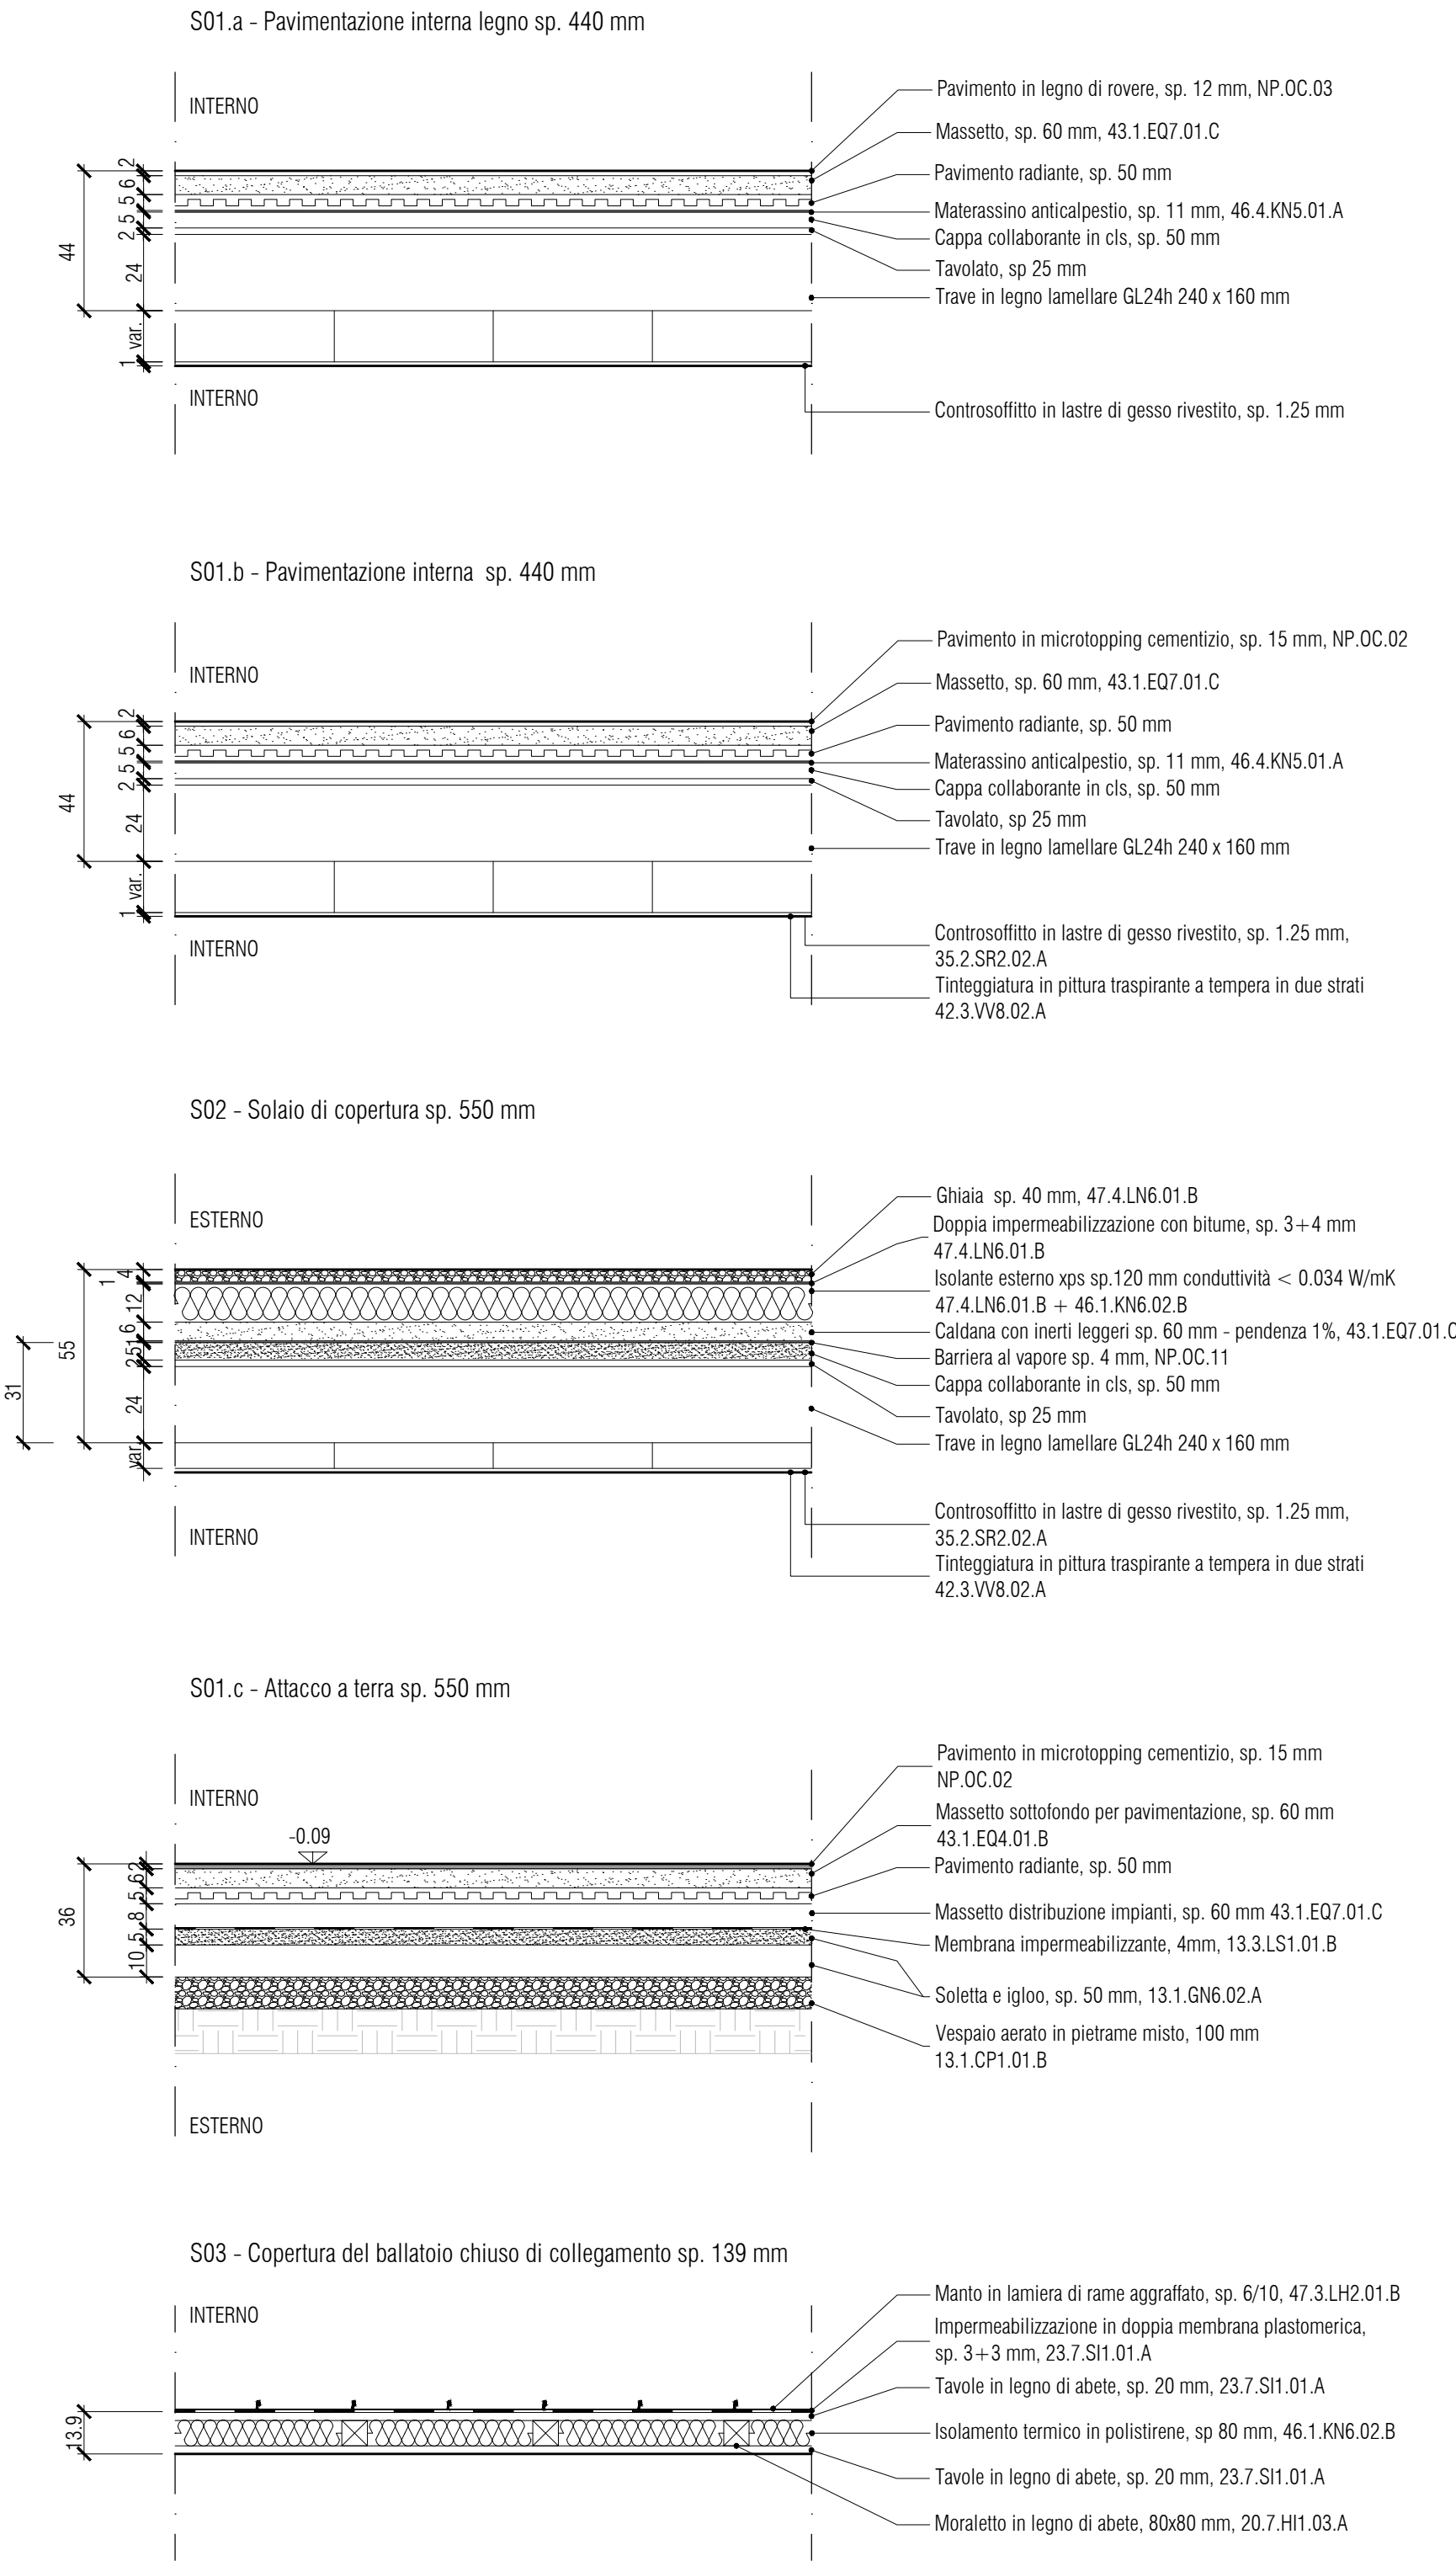 S01.a - Pavimentazione interna legno sp. 440 mm
INTERNO
Pavimento in legno di rovere, sp. 12 mm, NP.OC.03
Massetto, sp. 60 mm, 43.1.EQ7.01.C
Pavimento radiante, sp. 50 mm
Materassino anticalpestio, sp. 11 mm, 46.4.KN5.01.A
Cappa collaborante in cls, sp. 50 mm
Tavolato, sp 25 mm
Trave in legno lamellare GL24h 240 x 160 mm
2
6
5
5
2
44
24
var.
1
INTERNO
Controsoffitto in lastre di gesso rivestito, sp. 1.25 mm
S01.b - Pavimentazione interna  sp. 440 mm
INTERNO
Pavimento in microtopping cementizio, sp. 15 mm, NP.OC.02
Massetto, sp. 60 mm, 43.1.EQ7.01.C
Pavimento radiante, sp. 50 mm
Materassino anticalpestio, sp. 11 mm, 46.4.KN5.01.A
Cappa collaborante in cls, sp. 50 mm
Tavolato, sp 25 mm
Trave in legno lamellare GL24h 240 x 160 mm
2
6
5
5
2
44
24
var.
1
INTERNO
Controsoffitto in lastre di gesso rivestito, sp. 1.25 mm,
35.2.SR2.02.A
Tinteggiatura in pittura traspirante a tempera in due strati
42.3.VV8.02.A
S02 - Solaio di copertura sp. 550 mm
ESTERNO
Ghiaia  sp. 40 mm, 47.4.LN6.01.B
Doppia impermeabilizzazione con bitume, sp. 3+4 mm
47.4.LN6.01.B
Isolante esterno xps sp.120 mm conduttività < 0.034 W/mK
47.4.LN6.01.B + 46.1.KN6.02.B
Caldana con inerti leggeri sp. 60 mm - pendenza 1%, 43.1.EQ7.01.C
Barriera al vapore sp. 4 mm, NP.OC.11
Cappa collaborante in cls, sp. 50 mm
Tavolato, sp 25 mm
Trave in legno lamellare GL24h 240 x 160 mm
4
1
12
6
1
5
2
55
31
24
var.
INTERNO
Controsoffitto in lastre di gesso rivestito, sp. 1.25 mm,
35.2.SR2.02.A
Tinteggiatura in pittura traspirante a tempera in due strati
42.3.VV8.02.A
S01.c - Attacco a terra sp. 550 mm
INTERNO
-0.09
Pavimento in microtopping cementizio, sp. 15 mm
NP.OC.02
Massetto sottofondo per pavimentazione, sp. 60 mm
43.1.EQ4.01.B
Pavimento radiante, sp. 50 mm
Massetto distribuzione impianti, sp. 60 mm 43.1.EQ7.01.C
Membrana impermeabilizzante, 4mm, 13.3.LS1.01.B
Soletta e igloo, sp. 50 mm, 13.1.GN6.02.A
Vespaio aerato in pietrame misto, 100 mm
13.1.CP1.01.B
2
6
5
8
5
10
36
ESTERNO
S03 - Copertura del ballatoio chiuso di collegamento sp. 139 mm
INTERNO
Manto in lamiera di rame aggraffato, sp. 6/10, 47.3.LH2.01.B
Impermeabilizzazione in doppia membrana plastomerica,
sp. 3+3 mm, 23.7.SI1.01.A
Tavole in legno di abete, sp. 20 mm, 23.7.SI1.01.A
Isolamento termico in polistirene, sp 80 mm, 46.1.KN6.02.B
Tavole in legno di abete, sp. 20 mm, 23.7.SI1.01.A
Moraletto in legno di abete, 80x80 mm, 20.7.HI1.03.A
13.9